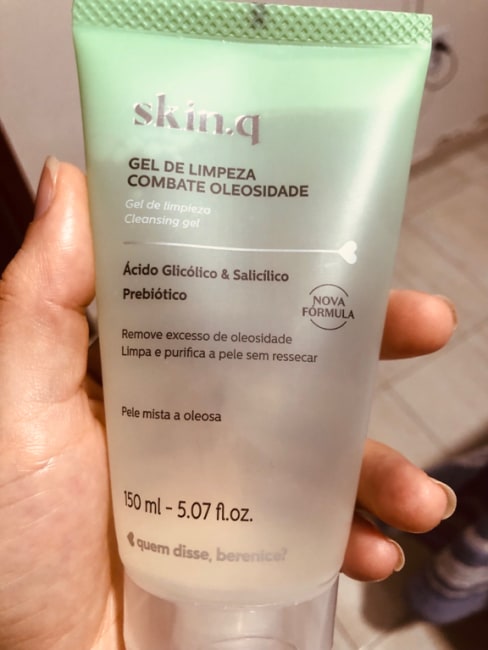 skin.q
GEL DE LIMPEZA
COMBATE OLEOSIDADE
Gel de limpieza
Cleansing gel
Ácido Glicólico & Salicílico
Prebiótico
NOVA
FÓRMULA
Remove excesso de oleosidade
Limpa e purifica a pele sem ressecar
Pele mista a oleosa
150 ml - 5.07 fl.oz.
quem disse, berenice?